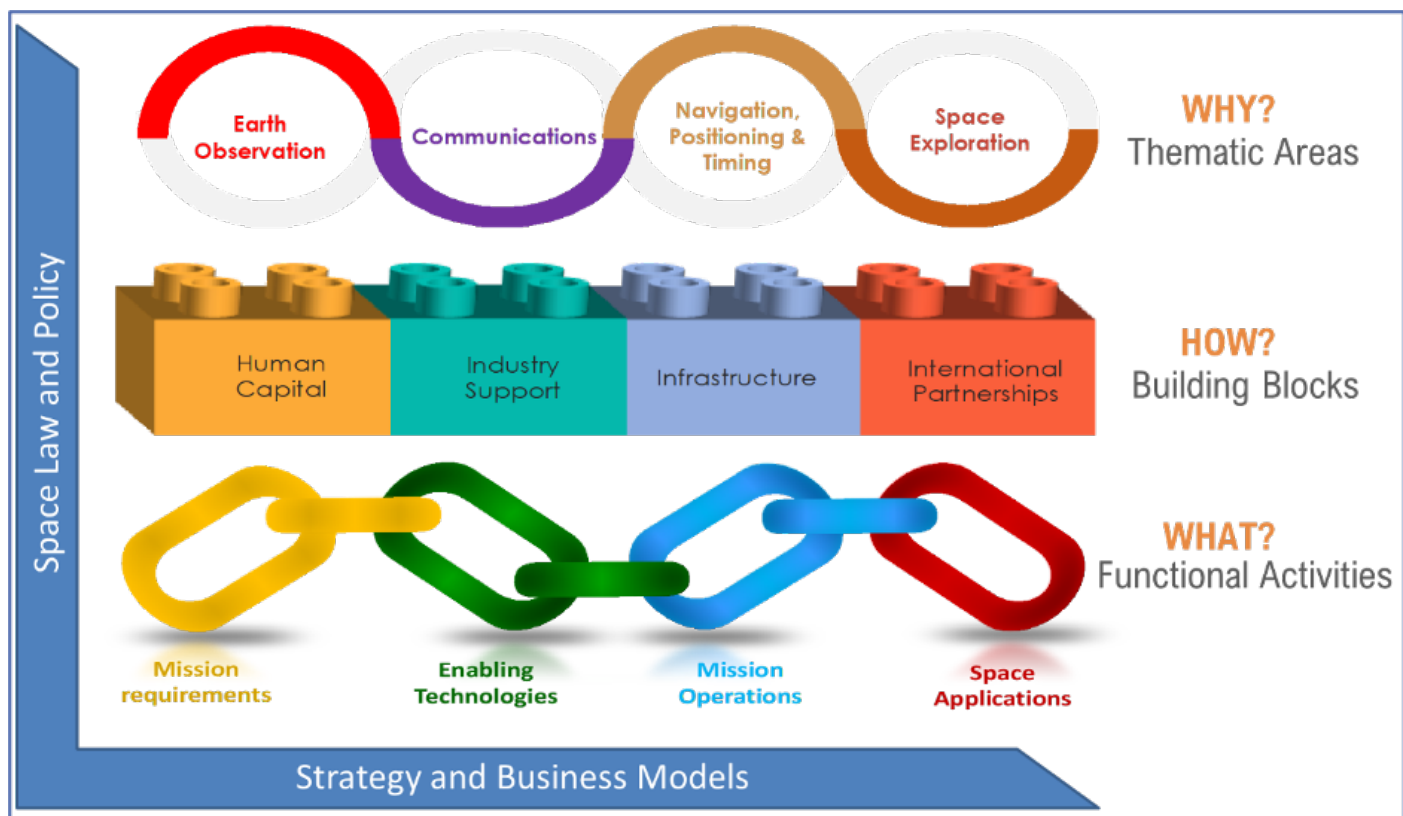 Space Law and Policy
Earth
Observation
Communications
Navigation,
Positioning &
Timing
Space
Exploration
WHY?
Thematic Areas
Human
Capital
Industry
Support
Infrastructure
International
Partnerships
HOW?
Building Blocks
WHAT?
Functional Activities
Mission
requirements
Enabling
Technologies
Mission
Operations
Space
Applications
Strategy and Business Models